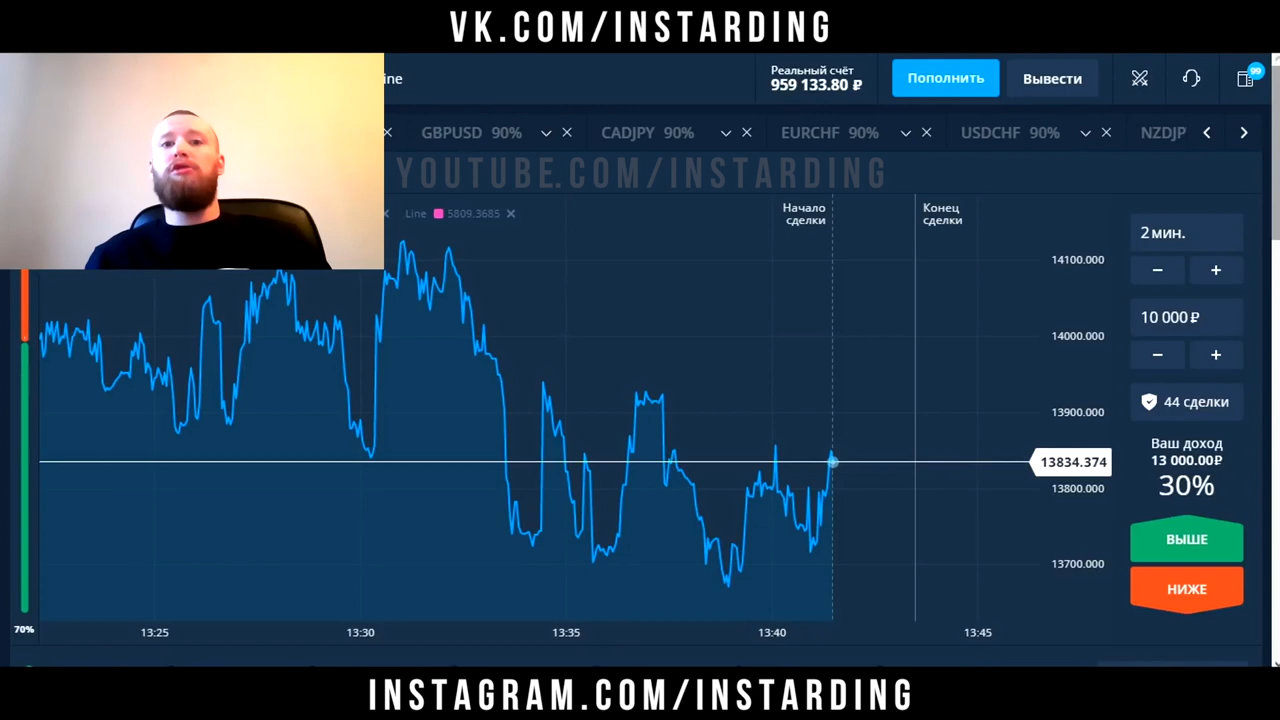 VK.COM/INSTARDING
ine
Реальный счёт
959 133.80 ₽
Пополнить
Вывести
99
GBPUSD 90%
CADJPY 90%
EURCHF 90%
USDCHF 90%
NZDJP
YOUTUBE.COM/INSTARDING
Line 5809.3685
Начало
сделки
Конец
сделки
2 мин.
14100.000
10 000 ₽
14000.000
44 сделки
13900.000
Ваш доход
13 000.00₽
30%
13834.374
13800.000
ВЫШЕ
13700.000
НИЖЕ
70%
13:25
13:30
13:35
13:40
13:45
INSTAGRAM.COM/INSTARDING